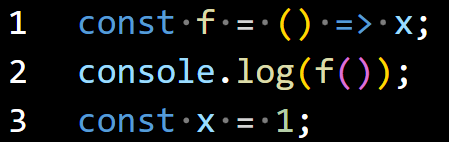 1 const f = () => x;
2 console.log(f());
3 const x = 1;